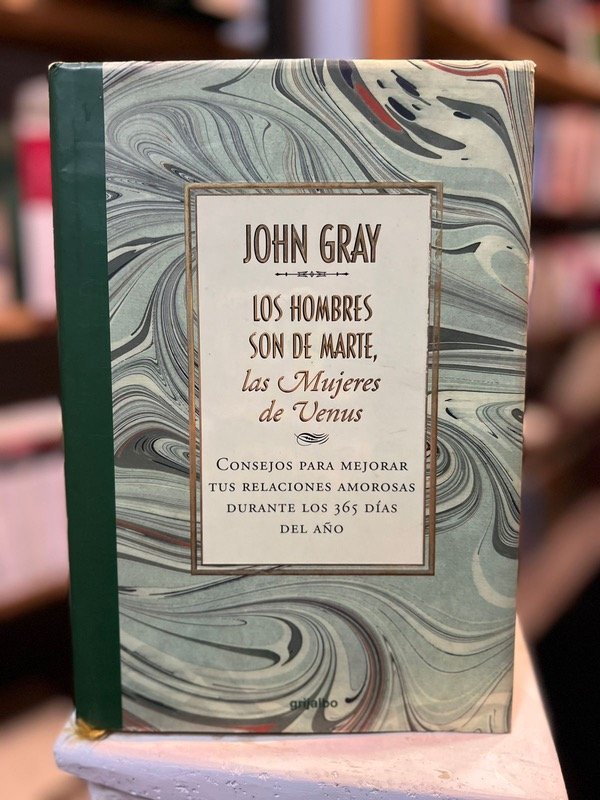 JOHN GRAY
LOS HOMBRES
SON DE MARTE,
las Mujeres
de Venus
CONSEJOS PARA MEJORAR
TUS RELACIONES AMOROSAS
DURANTE LOS 365 DÍAS
DEL AÑO
grijalbo